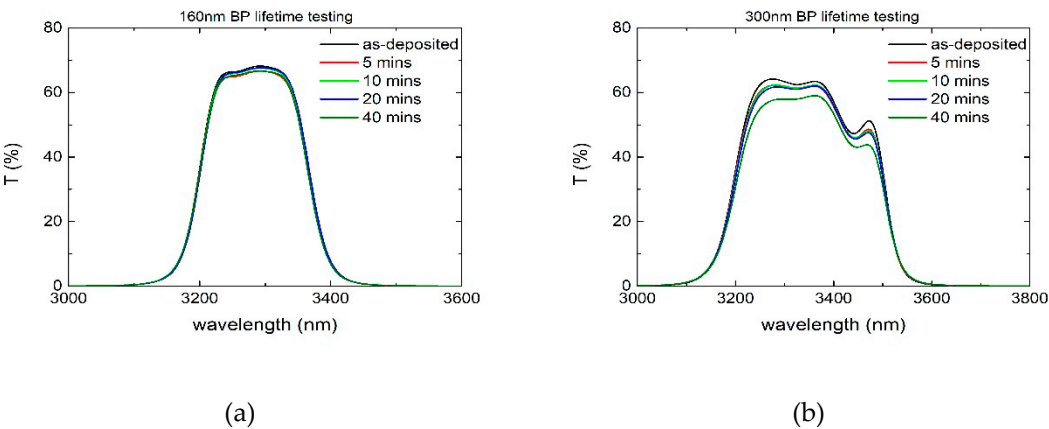 160nm BP lifetime testing
80
60
40
20
0
T (%)
as-deposited
5 mins
10 mins
20 mins
40 mins
3000 3200 3400 3600
wavelength (nm)
(a)
300nm BP lifetime testing
80
60
40
20
0
T (%)
as-deposited
5 mins
10 mins
20 mins
40 mins
3000 3200 3400 3600 3800
wavelength (nm)
(b)